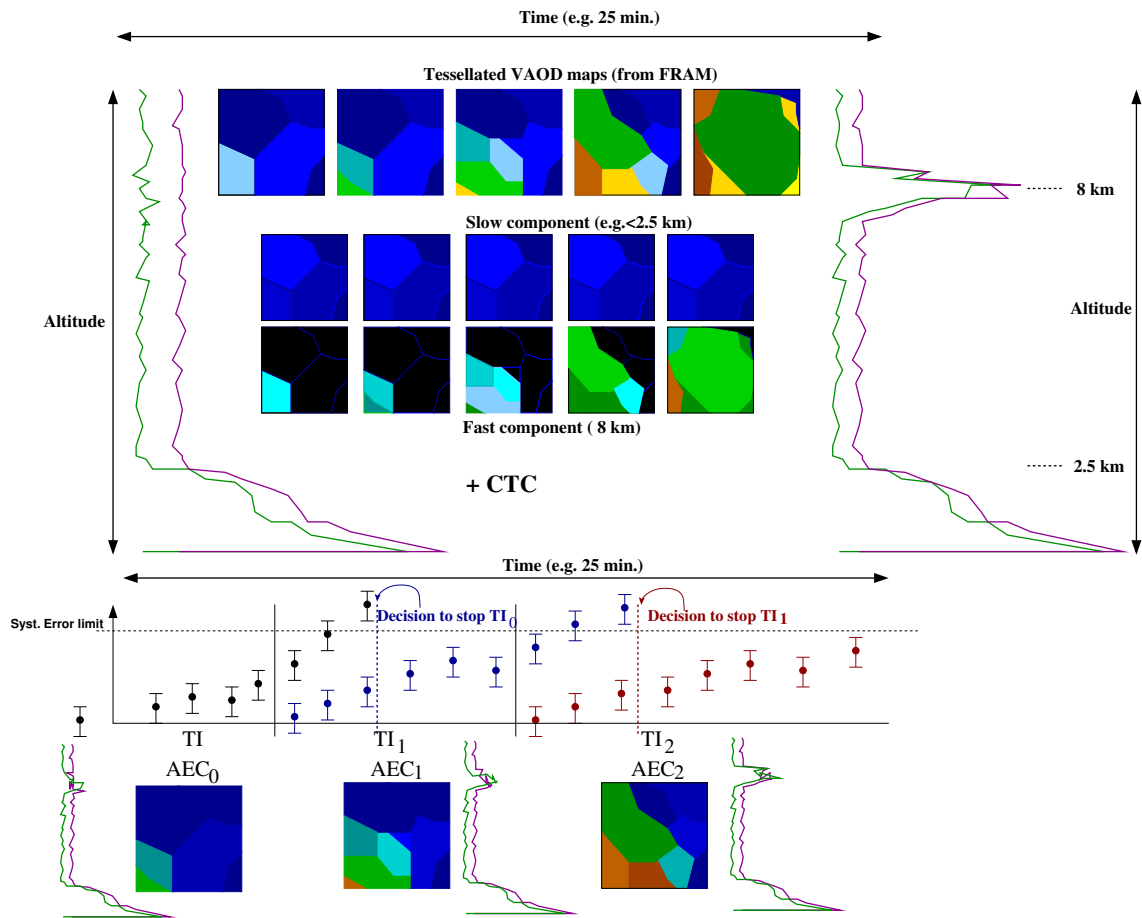 Time (e.g. 25 min.)
Tessellated VAOD maps (from FRAM)
8 km
Slow component (e.g.<2.5 km)
Altitude
Altitude
Fast component ( 8 km)
2.5 km
+ CTC
Time (e.g. 25 min.)
Syst. Error limit
Decision to stop TI0
Decision to stop TI1
TI
TI1
TI2
AEC0
AEC1
AEC2